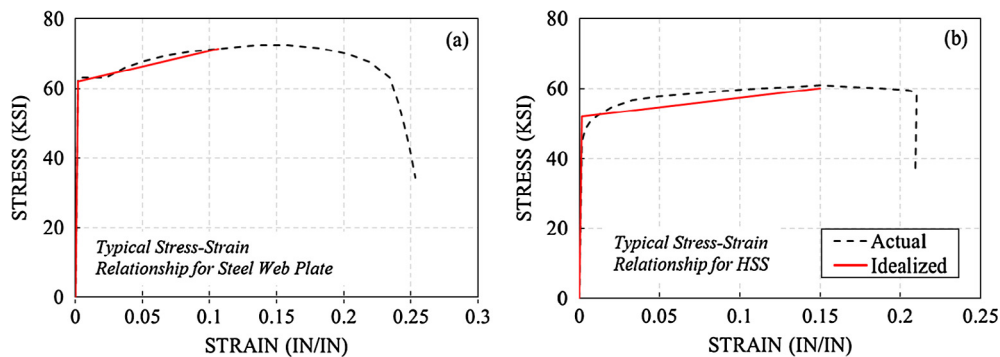 80
60
40
20
0
STRESS (KSI)
(a)
Typical Stress-Strain
Relationship for Steel Web Plate
0 0.05 0.1 0.15 0.2 0.25 0.3
STRAIN (IN/IN)
80
60
40
20
0
STRESS (KSI)
(b)
Typical Stress-Strain
Relationship for HSS
Actual
Idealized
0 0.05 0.1 0.15 0.2 0.25
STRAIN (IN/IN)